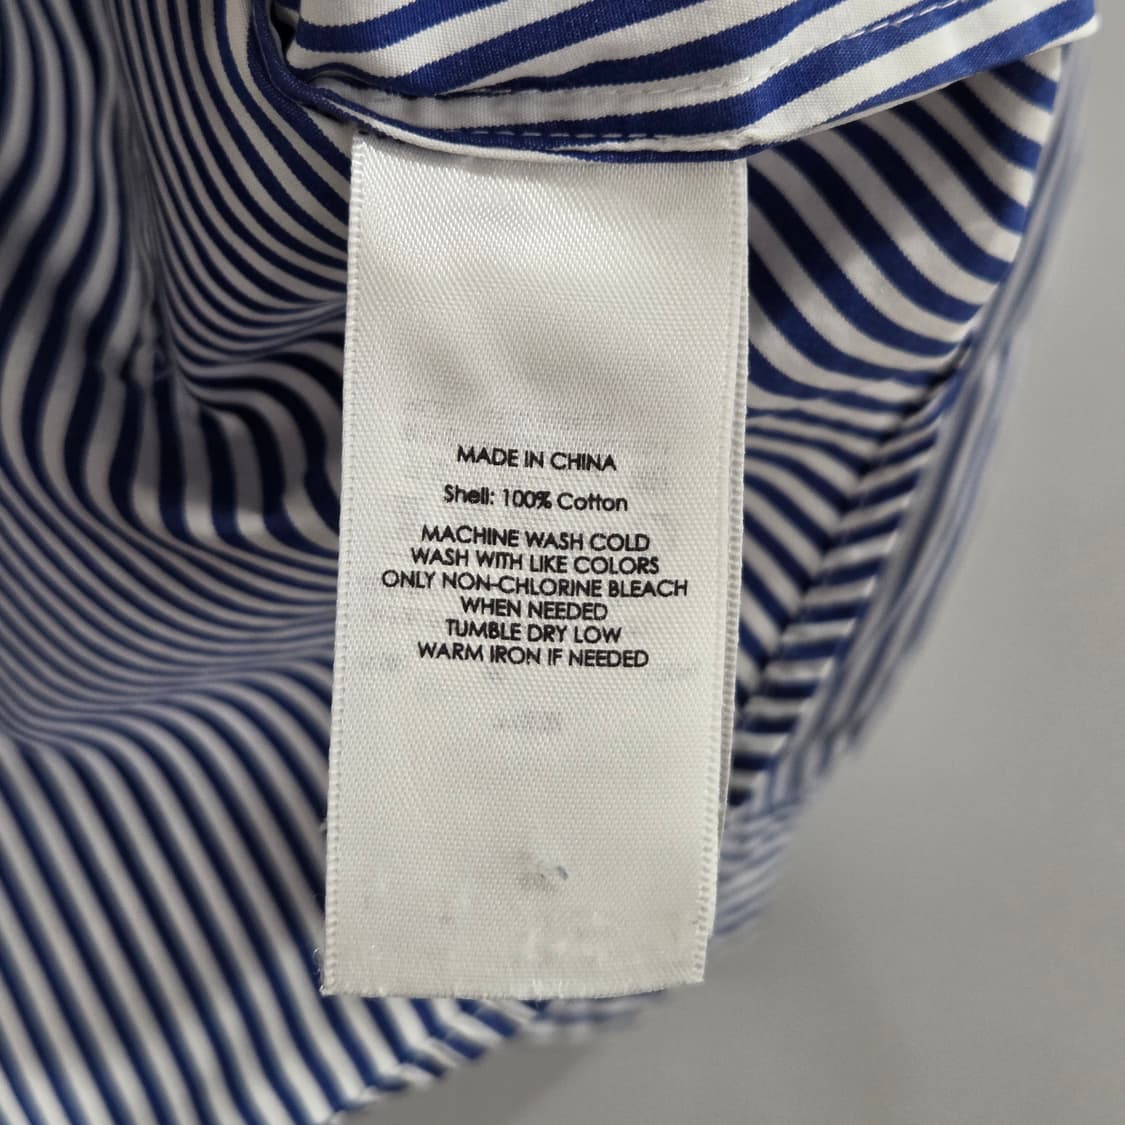 MADE IN CHINA
Shell: 100% Cotton
MACHINE WASH COLD
WASH WITH LIKE COLORS
ONLY NON-CHLORINE BLEACH
WHEN NEEDED
TUMBLE DRY LOW
WARM IRON IF NEEDED